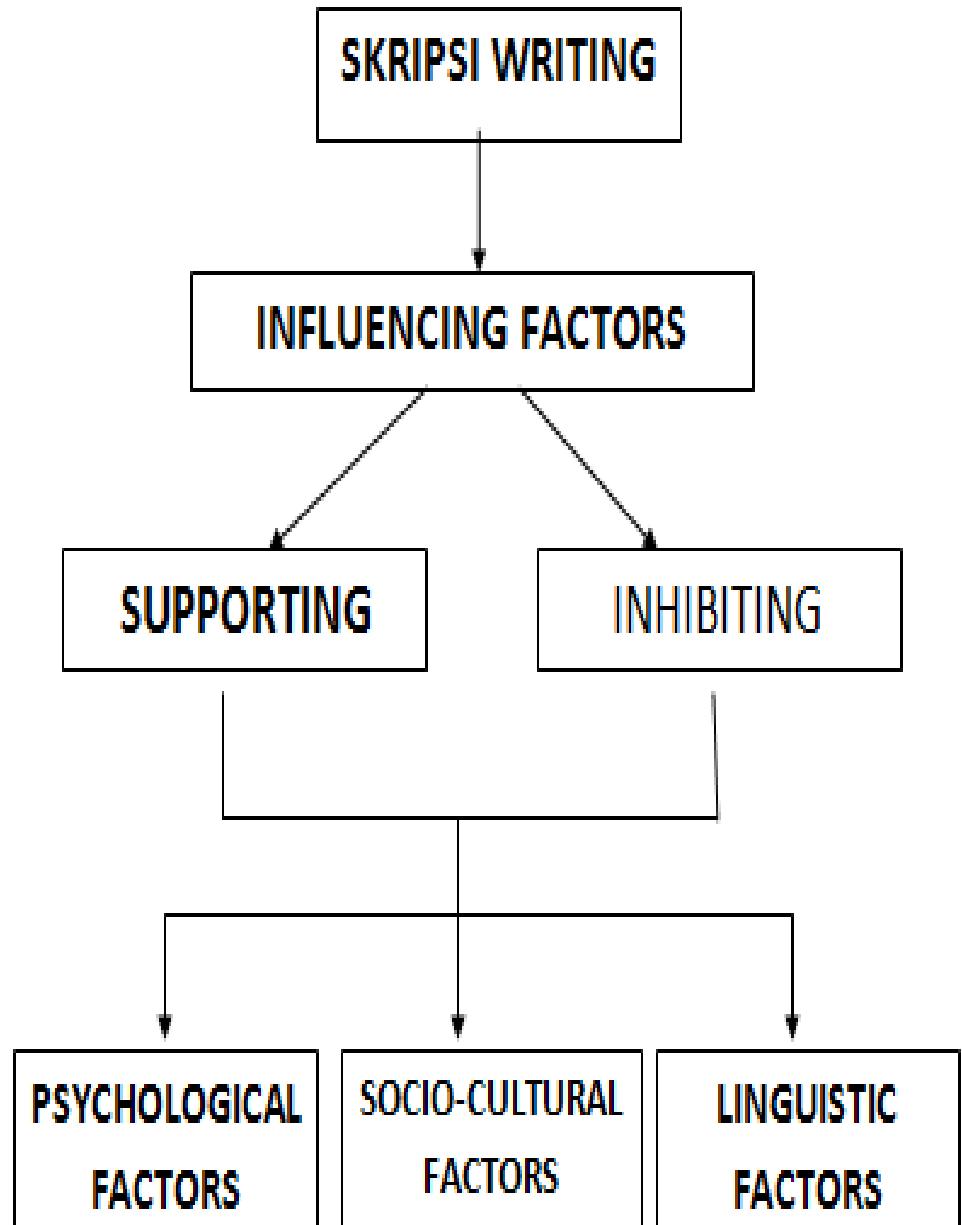 SKRIPSI WRITING
INFLUENCING FACTORS
SUPPORTING
INHIBITING
PSYCHOLOGICAL
FACTORS
SOCIO-CULTURAL
FACTORS
LINGUISTIC
FACTORS